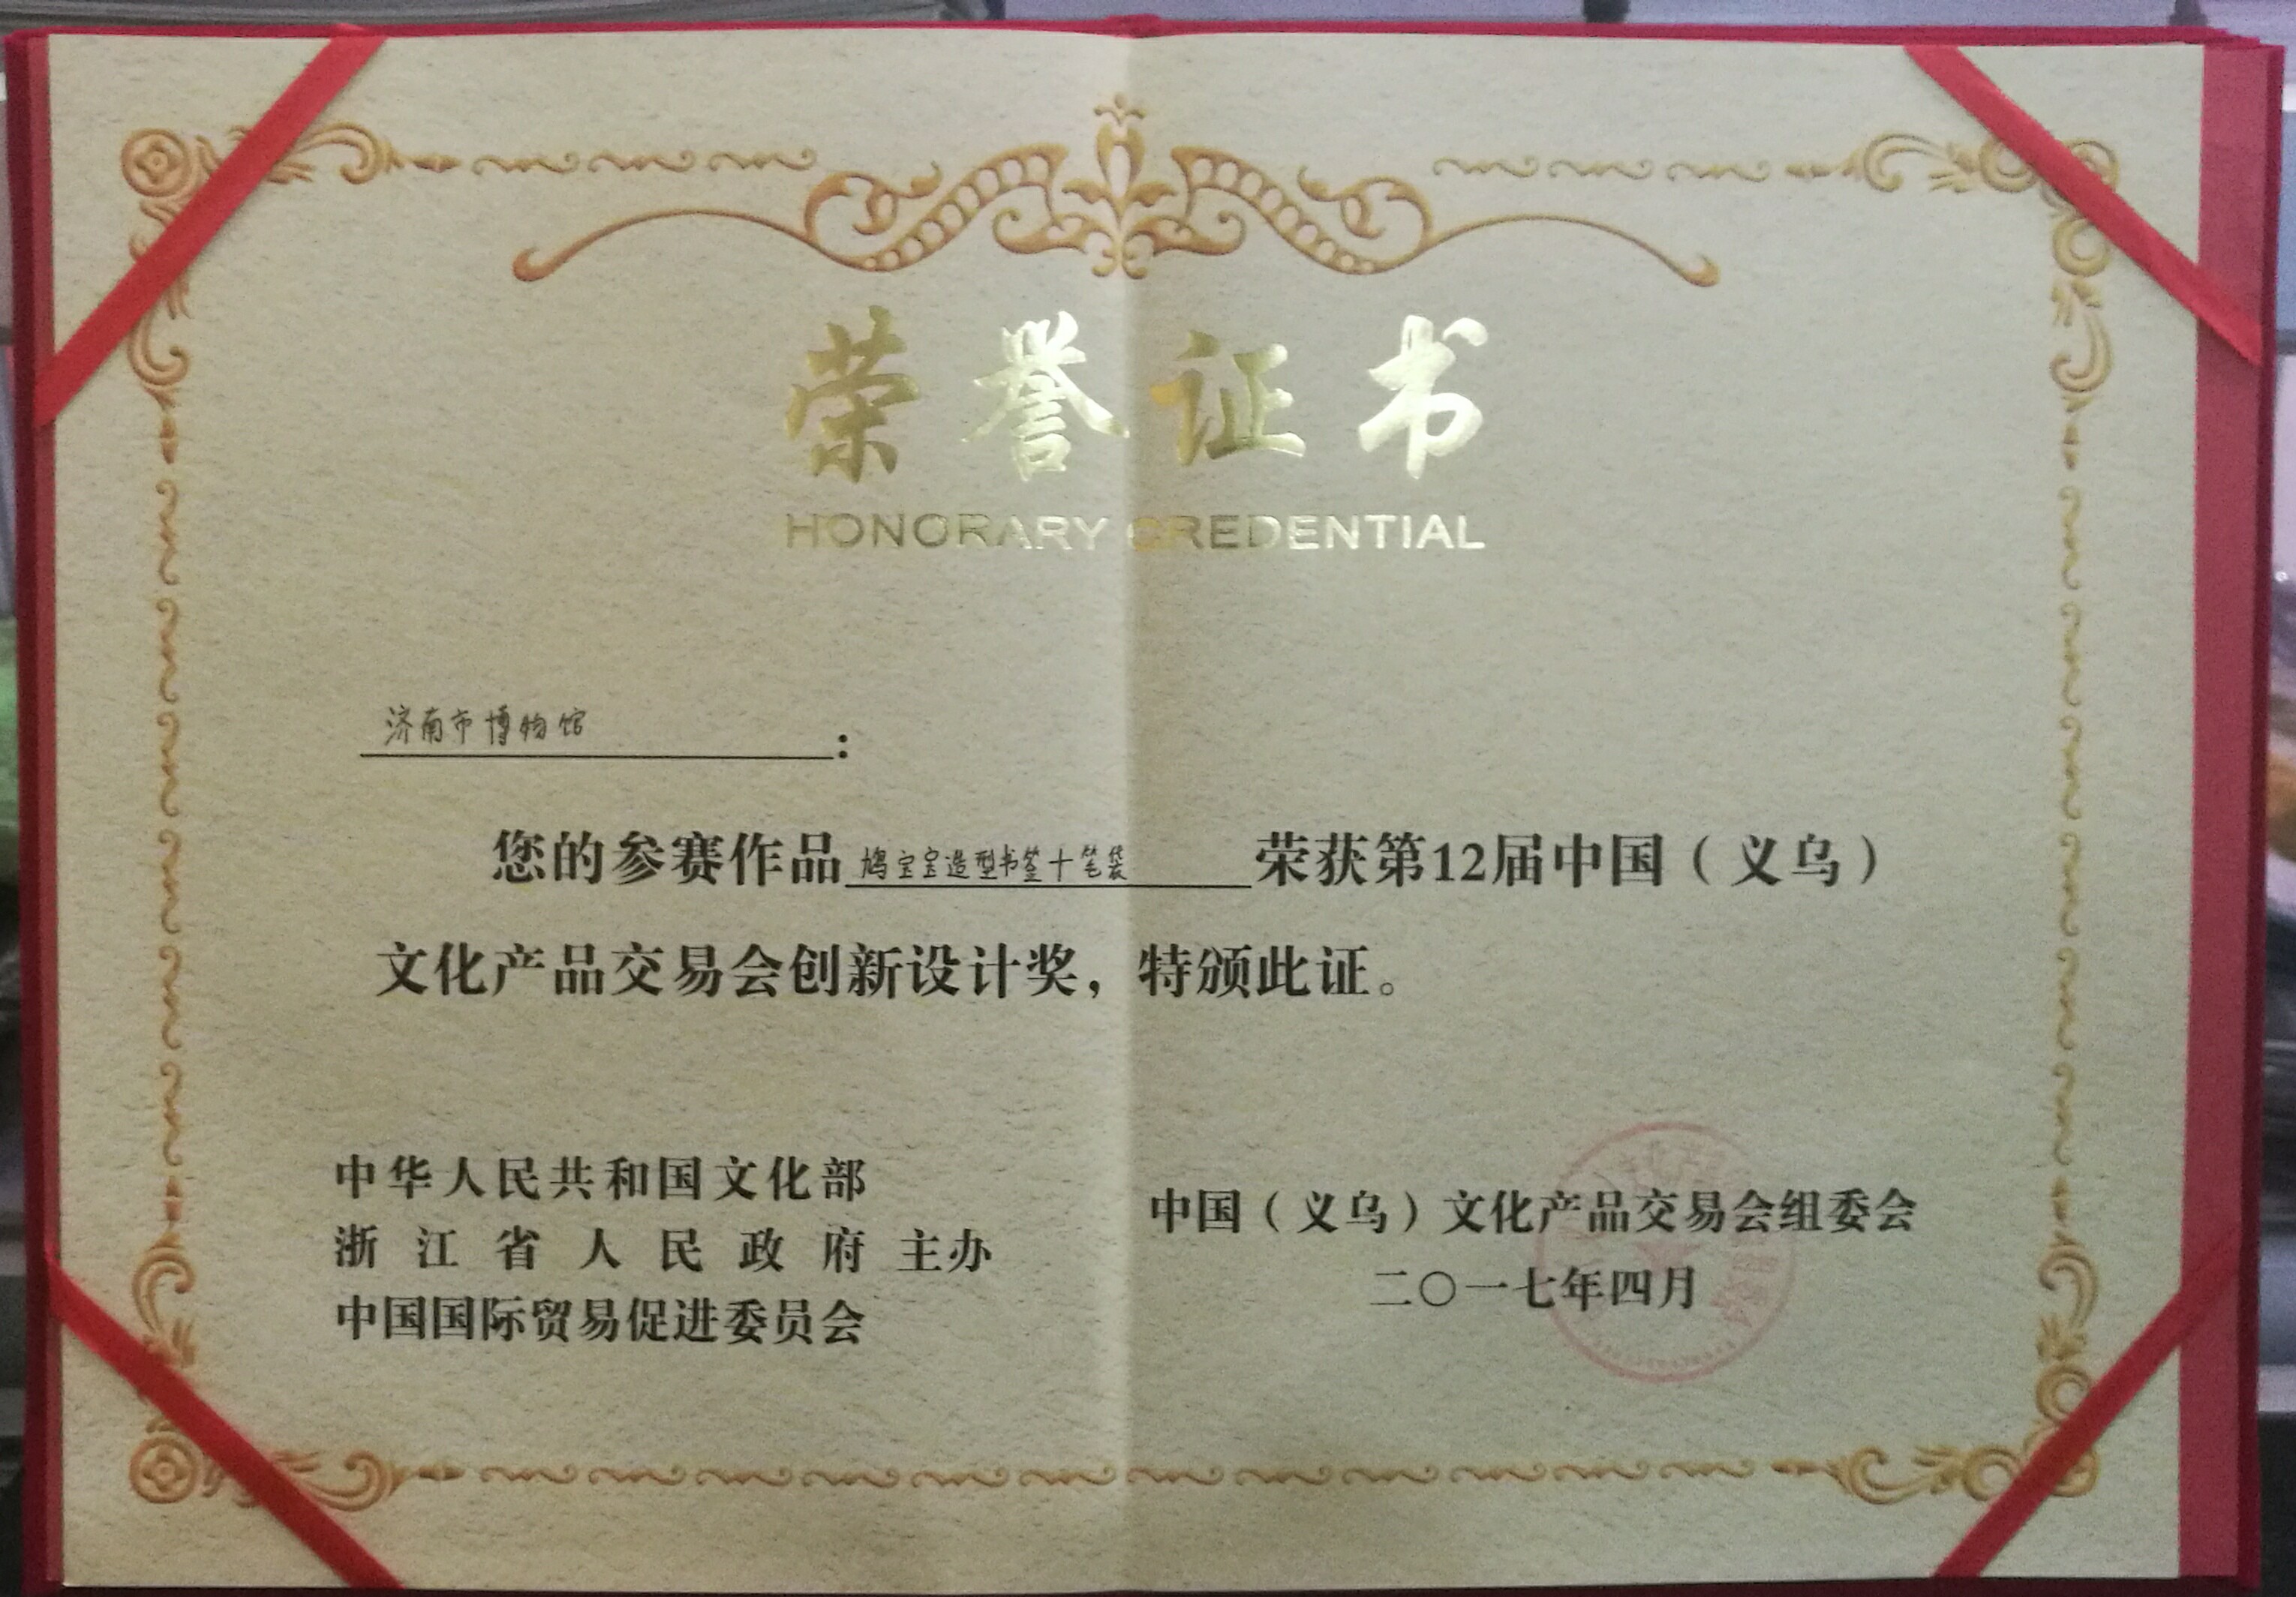 荣誉证书
HONORARY CREDENTIAL
济南市博物馆：
您的参赛作品鸠宝宝造型书签+笔袋荣获第12届中国（义乌）
文化产品交易会创新设计奖，特颁此证。
中华人民共和国文化部
浙江省人民政府 主办
中国国际贸易促进委员会
中国（义乌）文化产品交易会组委会
二〇一七年四月